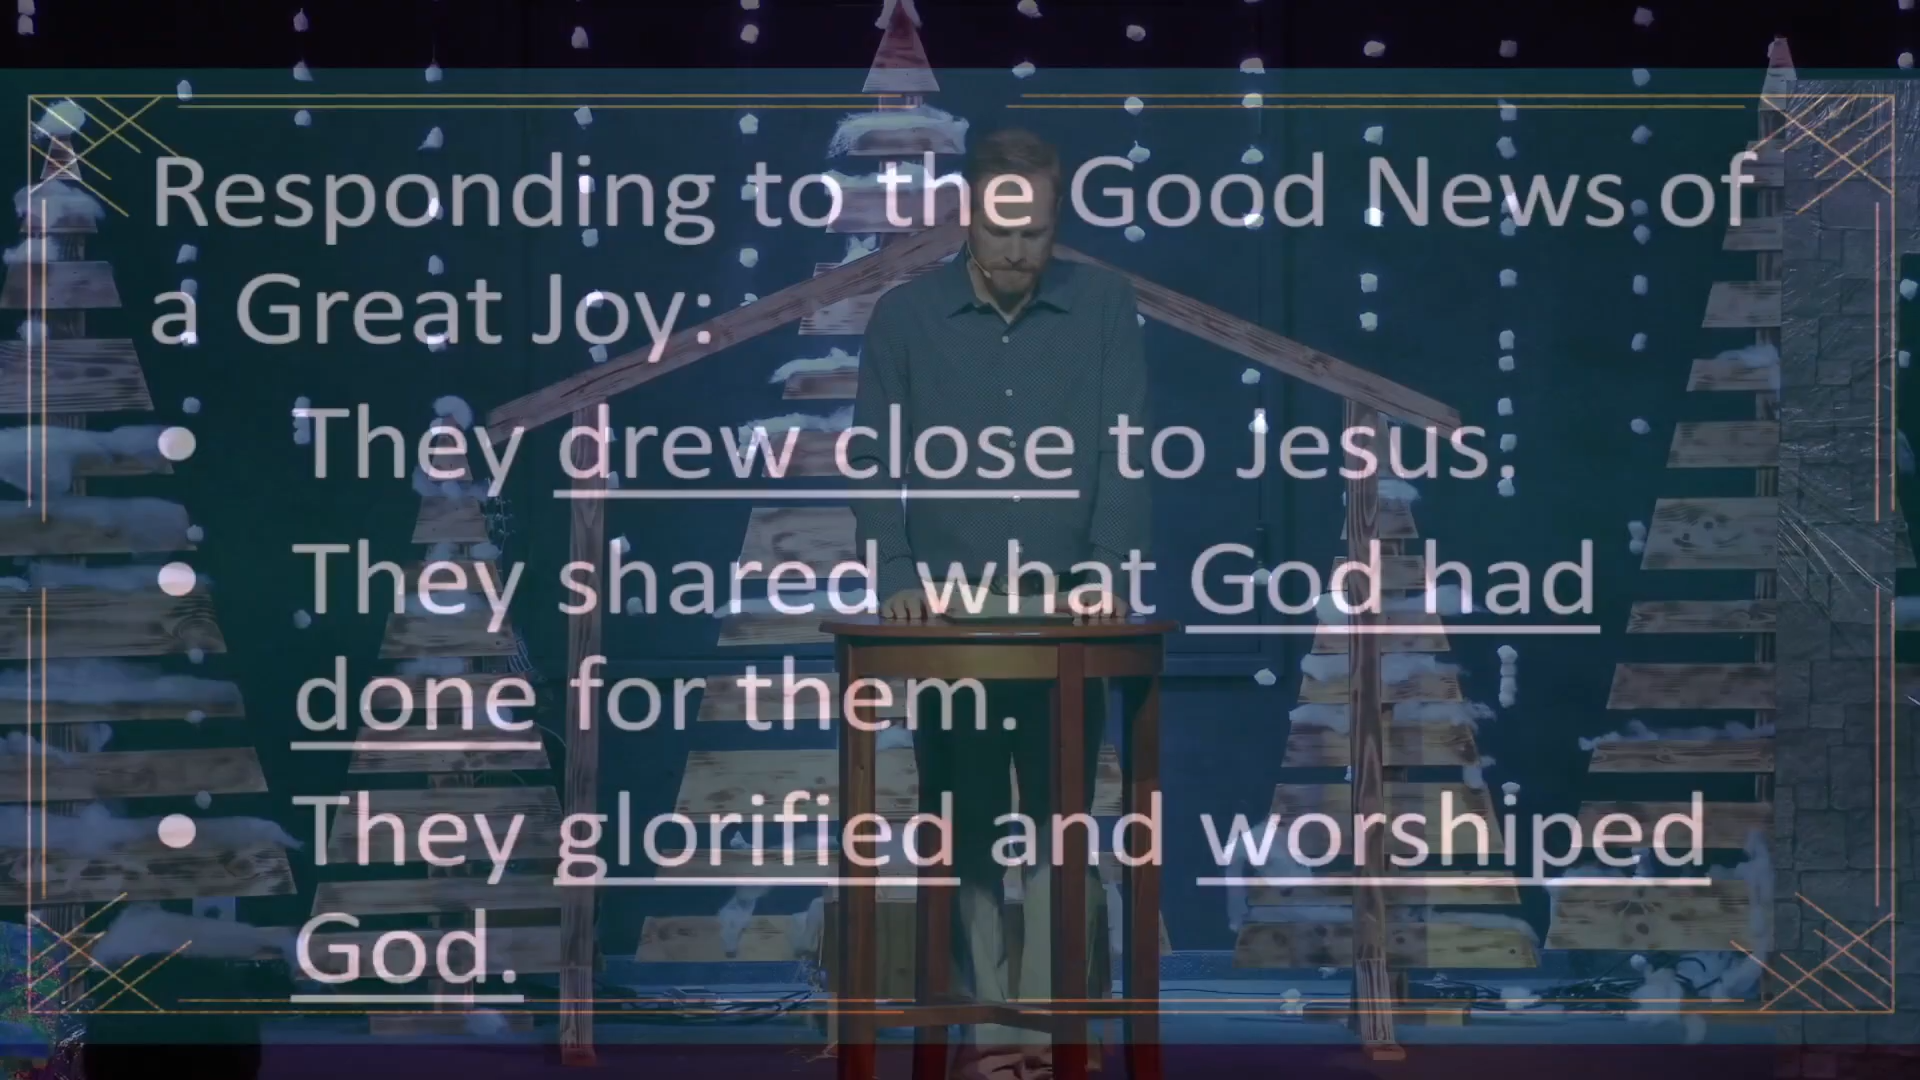 Responding to the Good News of
a Great Joy:
• They drew close to Jesus.
• They shared what God had
done for them.
• They glorified and worshiped
God.